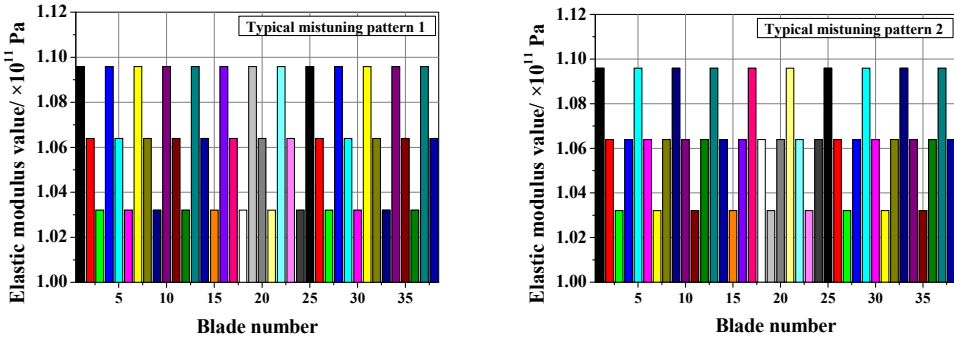 Typical mistuning pattern 1
Elastic modulus value/ ×10¹¹ Pa
1.12
1.10
1.08
1.06
1.04
1.02
1.00
5 10 15 20 25 30 35
Blade number
Typical mistuning pattern 2
Elastic modulus value/ ×10¹¹ Pa
1.12
1.10
1.08
1.06
1.04
1.02
1.00
5 10 15 20 25 30 35
Blade number